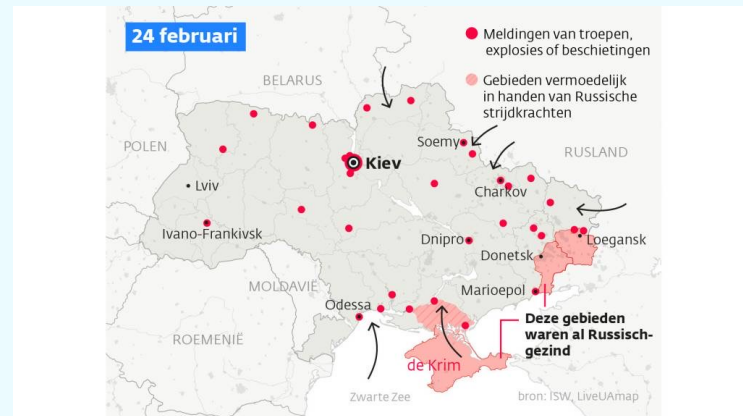 24 februari
Meldingen van troepen,
explosies of beschietingen
Gebieden vermoedelijk
in handen van Russische
strijdkrachten
BELARUS
POLEN
Soemy
RUSLAND
Kiev
Lviv
Charkov
Ivano-Frankivsk
Dnipro
Loegansk
Donetsk
MOLDAVIË
Marioepol
Odessa
Deze gebieden
waren al Russisch-
gezind
ROEMENIË
de Krim
Zwarte Zee
bron: ISW, LiveUAmap